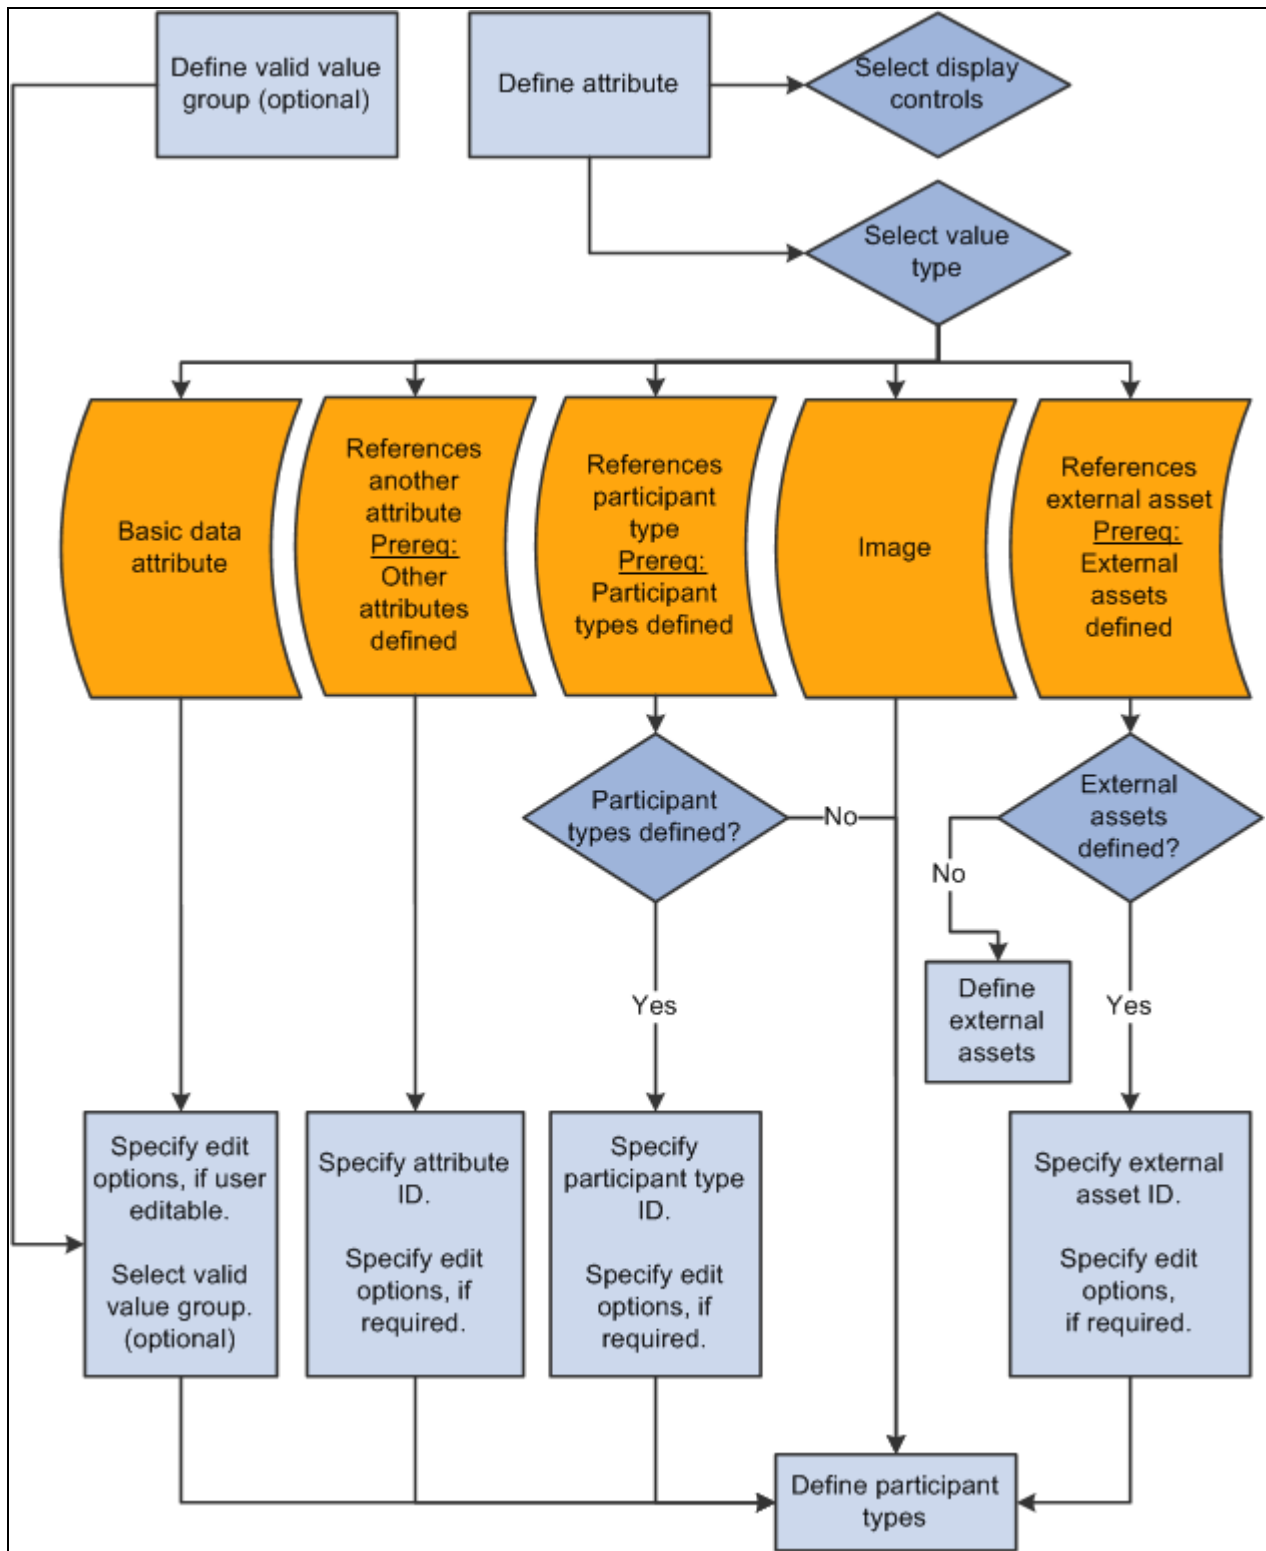 Define valid value
group (optional)
Define attribute
Select display
controls
Select value
type
Basic data
attribute
References
another
attribute
Prereq:
Other
attributes
defined
References
participant
type
Prereq:
Participant
types defined
Image
References
external asset
Prereq:
External
assets
defined
Participant
types defined?
No
External
assets
defined?
No
Yes
Define
external
assets
Yes
Specify edit
options, if user
editable.
Select valid
value group.
(optional)
Specify attribute
ID.
Specify edit
options, if
required.
Specify
participant type
ID.
Specify edit
options, if
required.
Specify external
asset ID.
Specify edit
options,
if required.
Define participant
types